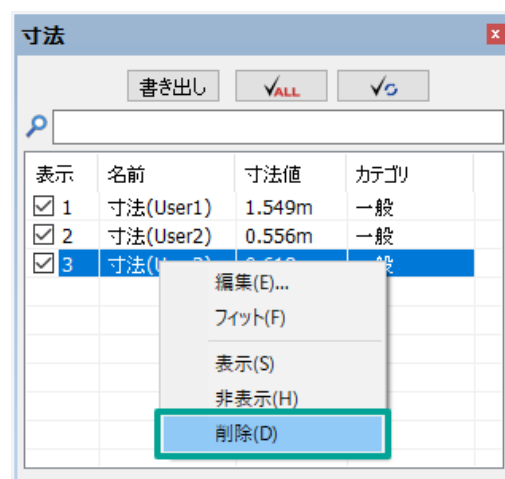 寸法
書き出し ALL
表示 名前 寸法値 カテゴリ
1 寸法(User1) 1.549m 一般
2 寸法(User2) 0.556m 一般
3
編集(E)...
フィット(F)
表示(S)
非表示(H)
削除(D)